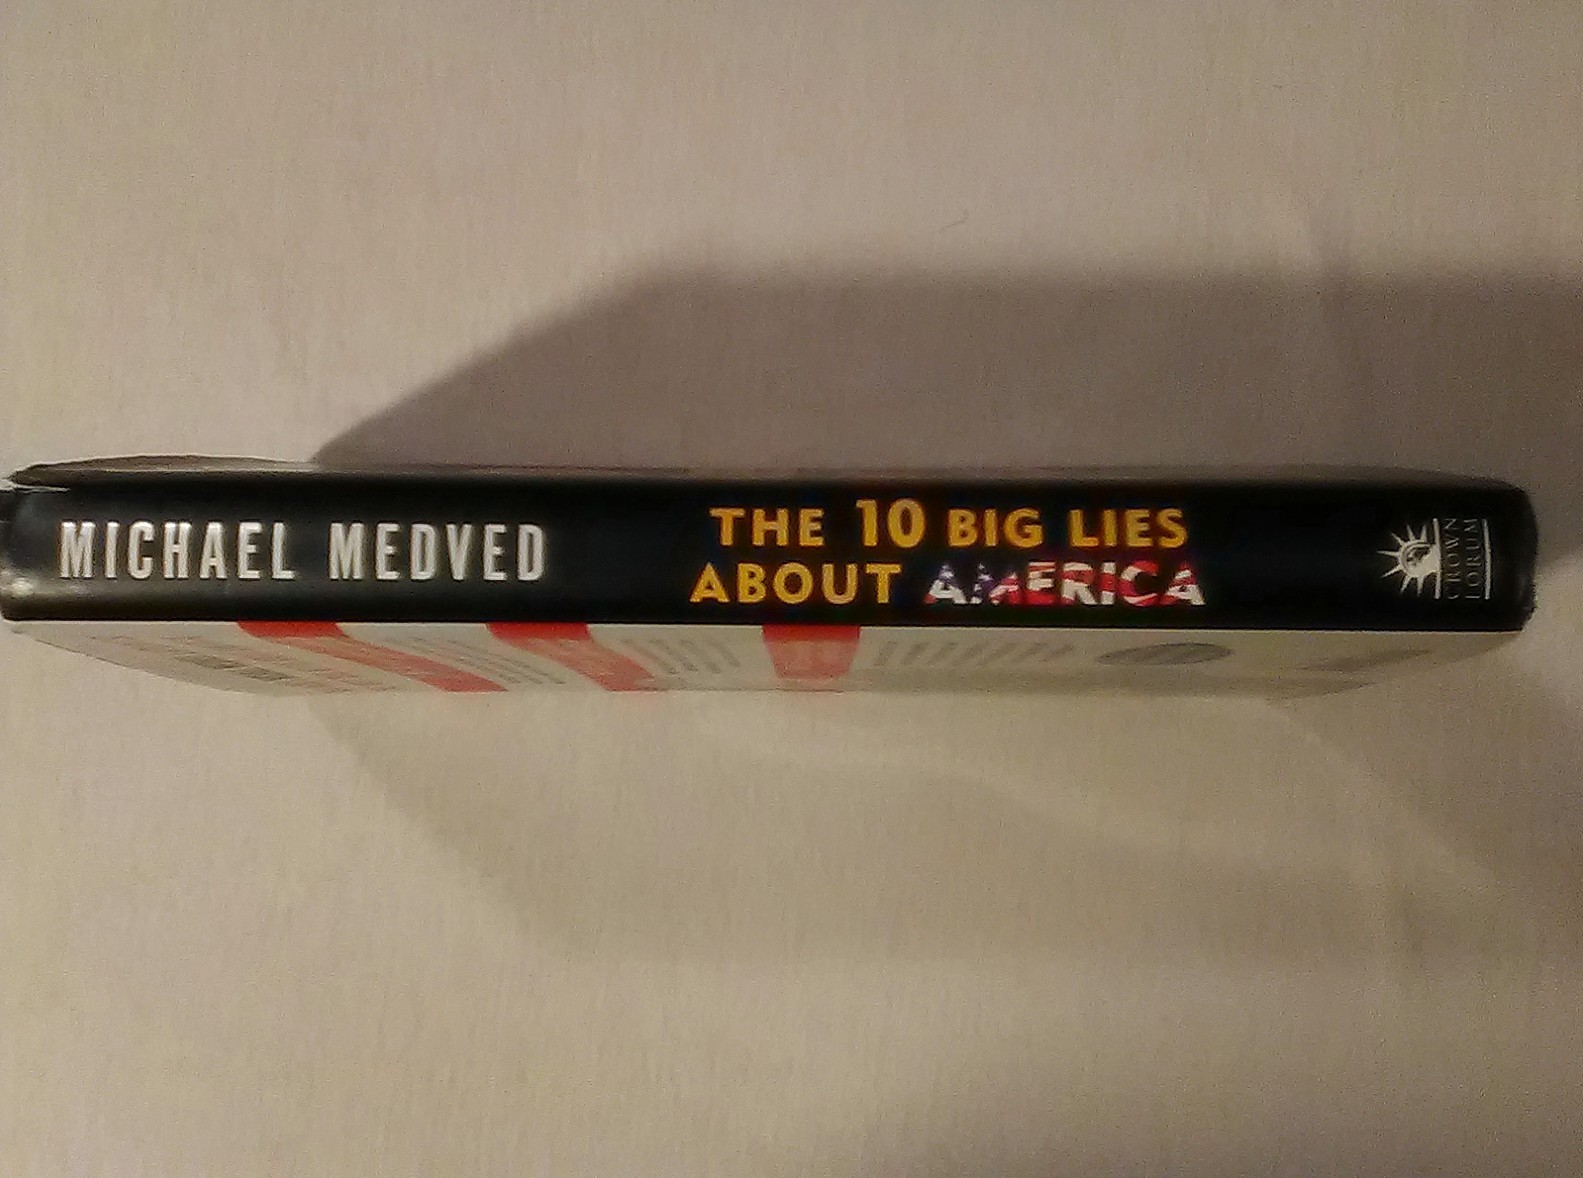 MICHAEL MEDVED
THE 10 BIG LIES
ABOUT AMERICA
CROWN
FORUM